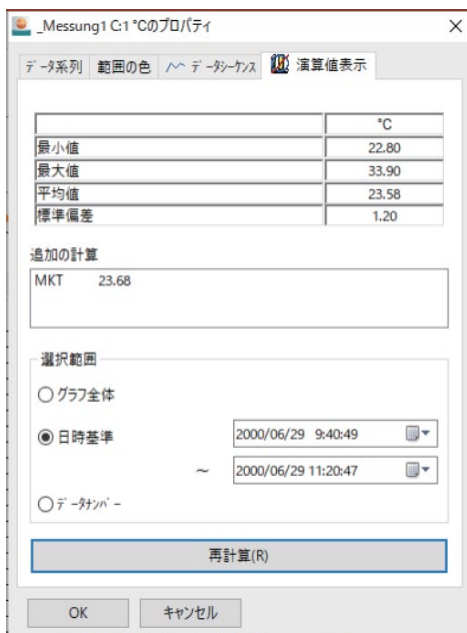 _Messung1 C:1 °Cのプロパティ
データ系列 範囲の色 データシーケンス 演算値表示
°C
最小値 22.80
最大値 33.90
平均値 23.58
標準偏差 1.20
追加の計算
MKT 23.68
選択範囲
グラフ全体
日時基準 2000/06/29 9:40:49
～ 2000/06/29 11:20:47
データナンバー
再計算(R)
OK キャンセル